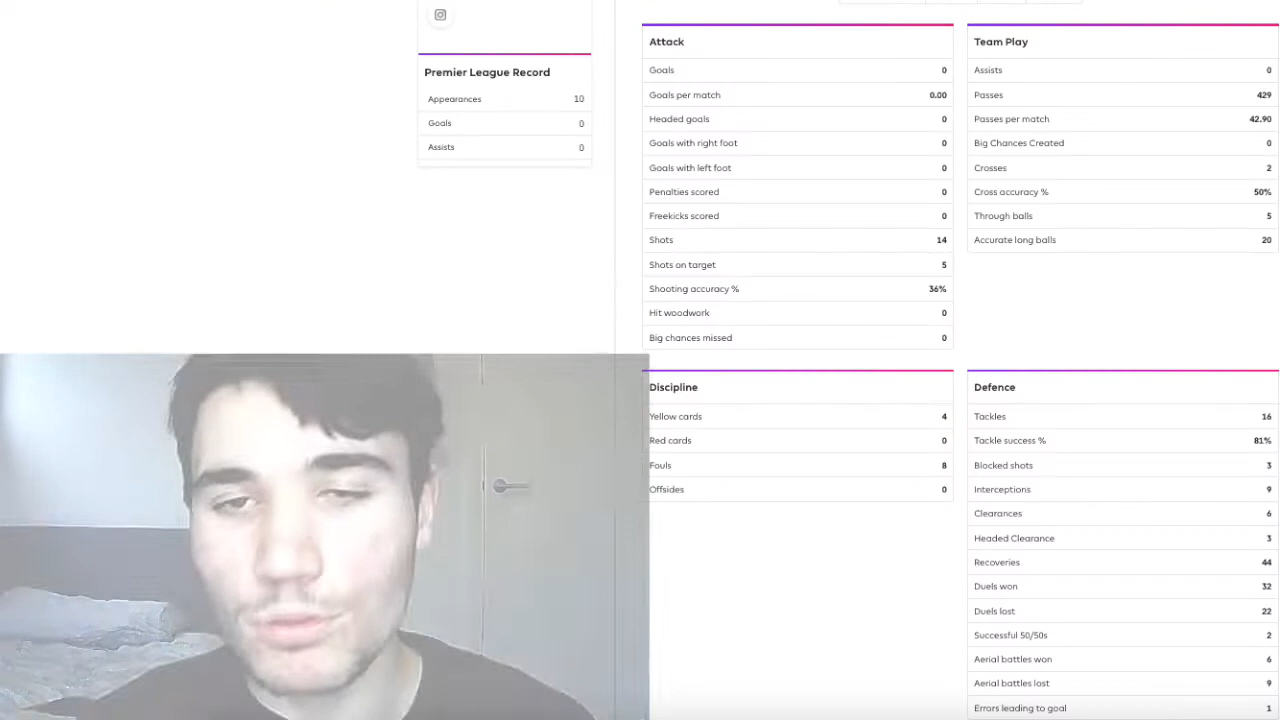 Premier League Record
Appearances 10
Goals 0
Assists 0
Attack
Goals 0
Goals per match 0.00
Headed goals 0
Goals with right foot 0
Goals with left foot 0
Penalties scored 0
Freekicks scored 0
Shots 14
Shots on target 5
Shooting accuracy % 36%
Hit woodwork 0
Big chances missed 0
Team Play
Assists 0
Passes 429
Passes per match 42.90
Big Chances Created 0
Crosses 2
Cross accuracy % 50%
Through balls 5
Accurate long balls 20
Discipline
Yellow cards 4
Red cards 0
Fouls 8
Offsides 0
Defence
Tackles 16
Tackle success % 81%
Blocked shots 3
Interceptions 9
Clearances 6
Headed Clearance 3
Recoveries 44
Duels won 32
Duels lost 22
Successful 50/50s 2
Aerial battles won 6
Aerial battles lost 9
Errors leading to goal 1